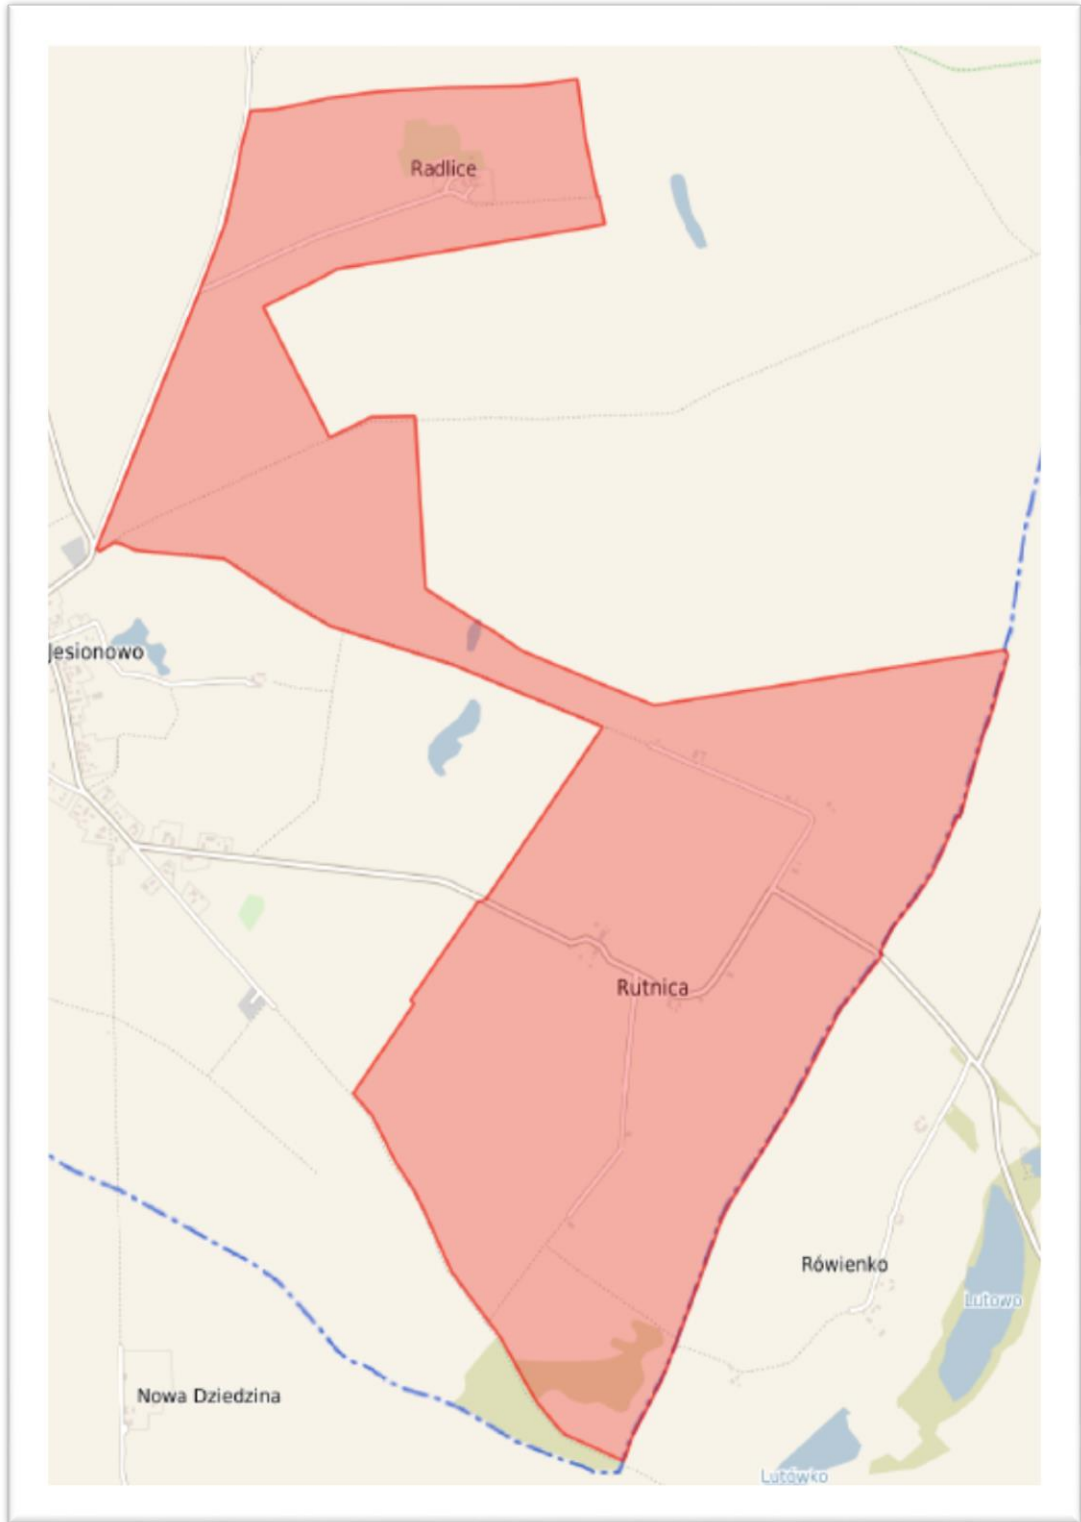 Radlice
Jesionowo
Rutnica
Rówienko
Lutowo
Nowa Dziedzina
Lutówko